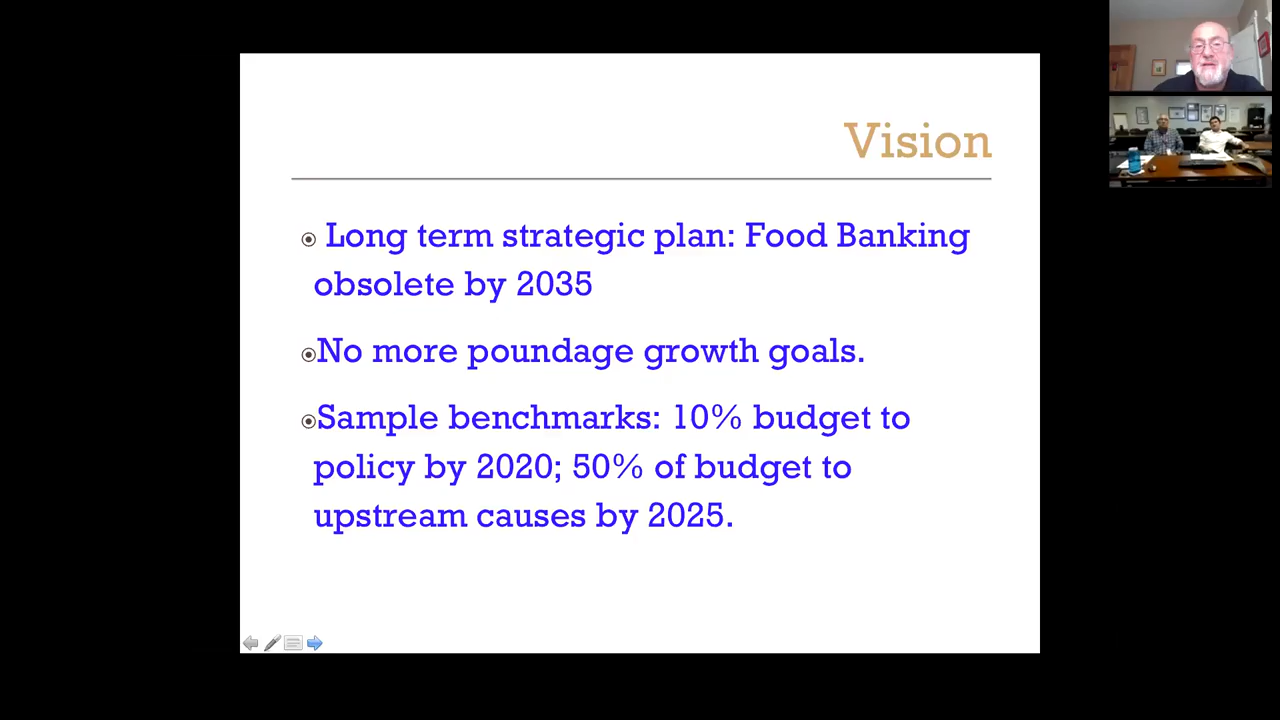 Vision
Long term strategic plan: Food Banking
obsolete by 2035
No more poundage growth goals.
Sample benchmarks: 10% budget to
policy by 2020; 50% of budget to
upstream causes by 2025.